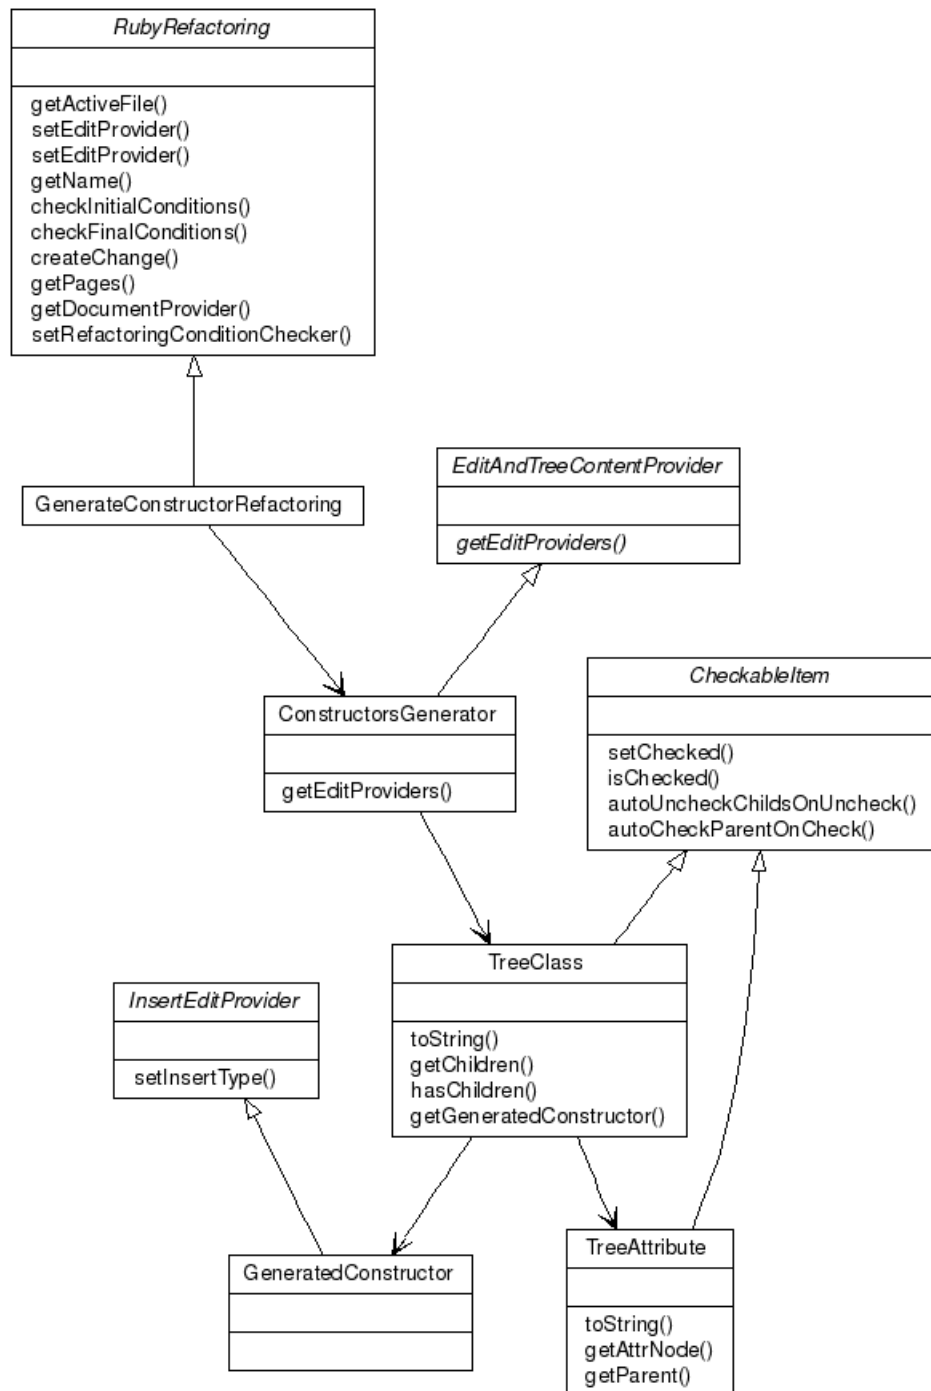 RubyRefactoring
getActiveFile()
setEditProvider()
setEditProvider()
getName()
checkInitialConditions()
checkFinalConditions()
createChange()
getPages()
getDocumentProvider()
setRefactoringConditionChecker()
GenerateConstructorRefactoring
EditAndTreeContentProvider
getEditProviders()
ConstructorsGenerator
getEditProviders()
CheckableItem
setChecked()
isChecked()
autoUncheckChildsOnUncheck()
autoCheckParentOnCheck()
TreeClass
toString()
getChildren()
hasChildren()
getGeneratedConstructor()
InsertEditProvider
setInsertType()
GeneratedConstructor
TreeAttribute
toString()
getAttrNode()
getParent()